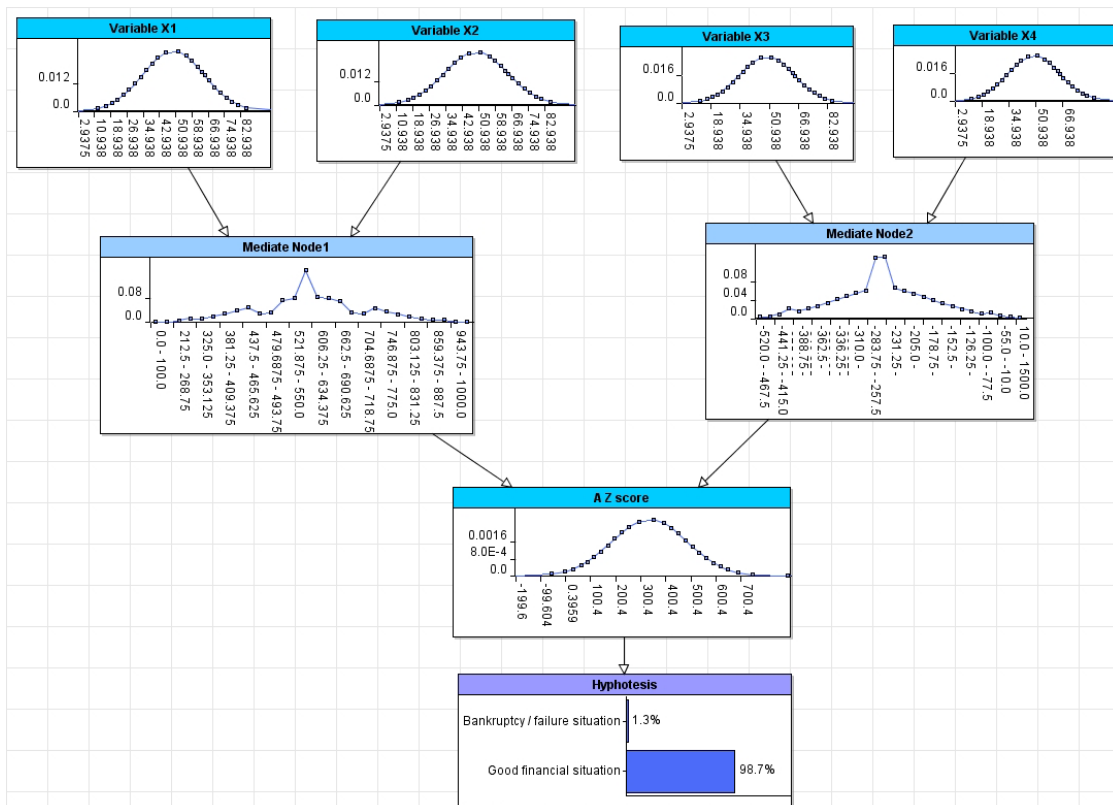 Variable X1
0.012
0.0
2.9375
10.938
18.938
26.938
34.938
42.938
50.938
58.938
66.938
74.938
82.938
Variable X2
0.012
0.0
2.9375
10.938
18.938
26.938
34.938
42.938
50.938
58.938
66.938
74.938
82.938
Variable X3
0.016
0.0
2.9375
18.938
34.938
50.938
66.938
82.938
Variable X4
0.016
0.0
2.9375
18.938
34.938
50.938
66.938
Mediate Node1
0.08
0.0
0.0 - 100.0
212.5 - 268.75
325.0 - 353.125
381.25 - 409.375
437.5 - 465.625
479.6875 - 493.75
521.875 - 550.0
606.25 - 634.375
662.5 - 690.625
704.6875 - 718.75
746.875 - 775.0
803.125 - 831.25
859.375 - 887.5
943.75 - 1000.0
Mediate Node2
0.08
0.04
0.0
-520.0 - -467.5
-441.25 - -415.0
-388.75 -
-362.5 -
-336.25 -
-310.0 -
-283.75 - -257.5
-231.25 -
-205.0 -
-178.75 -
-152.5 -
-126.25 -
-100.0 - -77.5
-55.0 - -10.0
10.0 - 1500.0
A Z score
0.0016
8.0E-4
0.0
-199.6
-99.604
0.3959
100.4
200.4
300.4
400.4
500.4
600.4
700.4
Hyphotesis
Bankruptcy / failure situation
1.3%
Good financial situation
98.7%